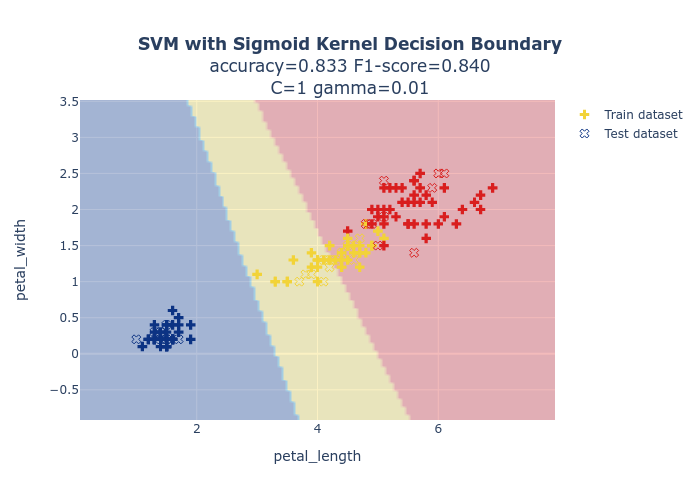 SVM with Sigmoid Kernel Decision Boundary
accuracy=0.833 F1-score=0.840
C=1 gamma=0.01
3.5
3
2.5
2
1.5
1
0.5
0
−0.5
petal_width
2
4
6
petal_length
Train dataset
Test dataset